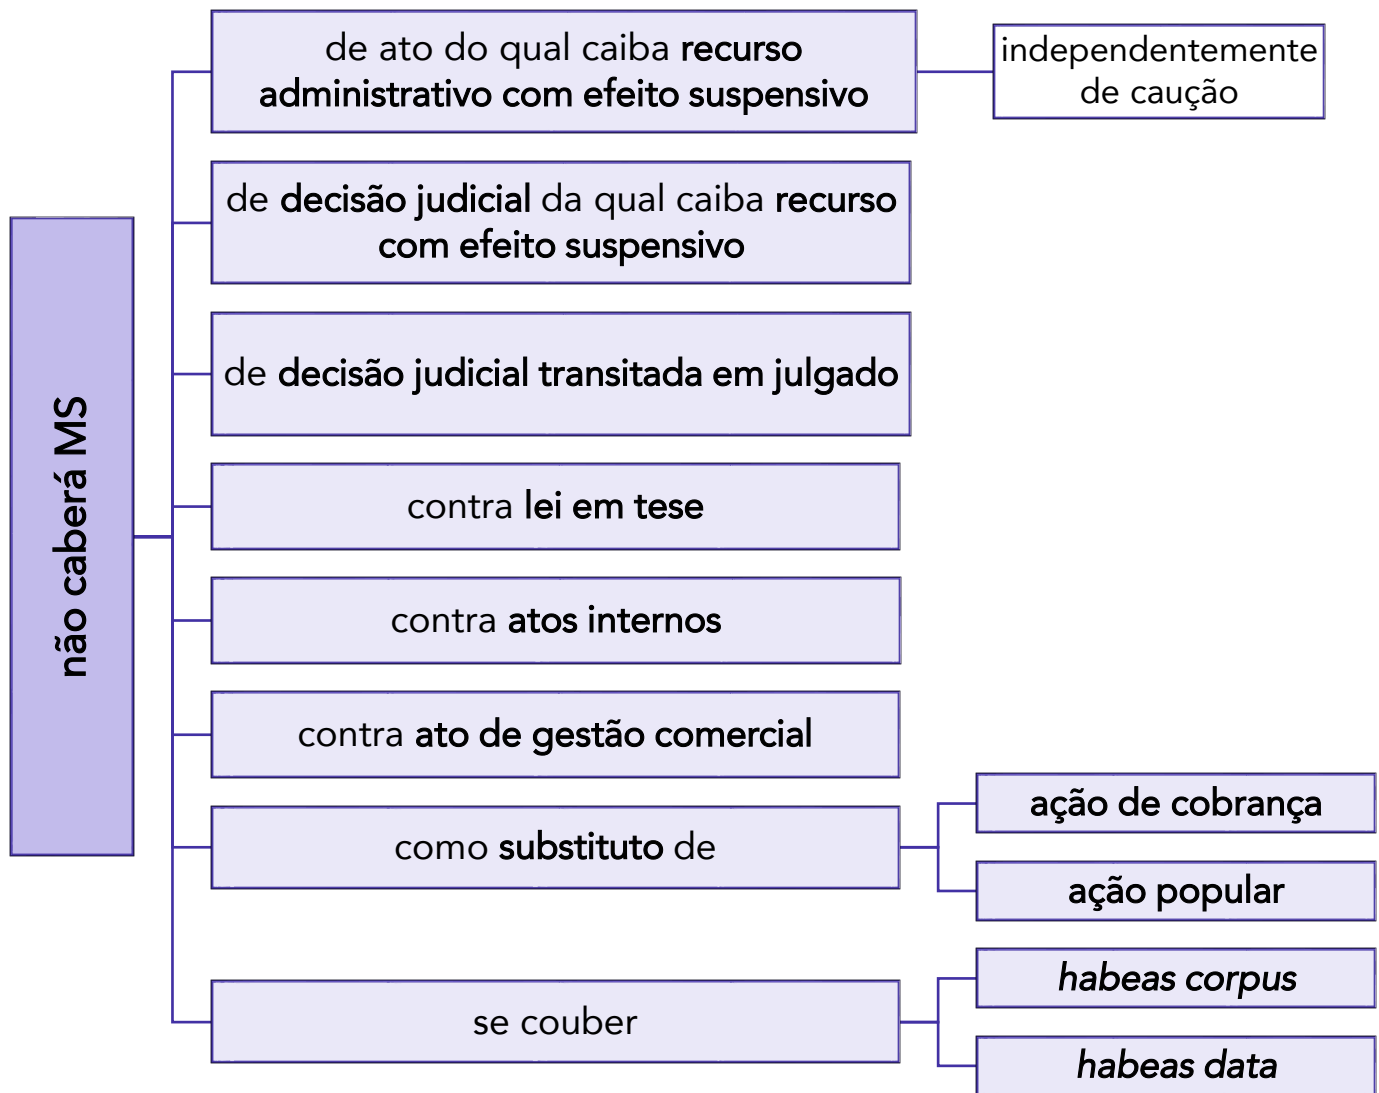 não caberá MS
de ato do qual caiba recurso
administrativo com efeito suspensivo
independentemente
de caução
de decisão judicial da qual caiba recurso
com efeito suspensivo
de decisão judicial transitada em julgado
contra lei em tese
contra atos internos
contra ato de gestão comercial
como substituto de
ação de cobrança
ação popular
se couber
habeas corpus
habeas data